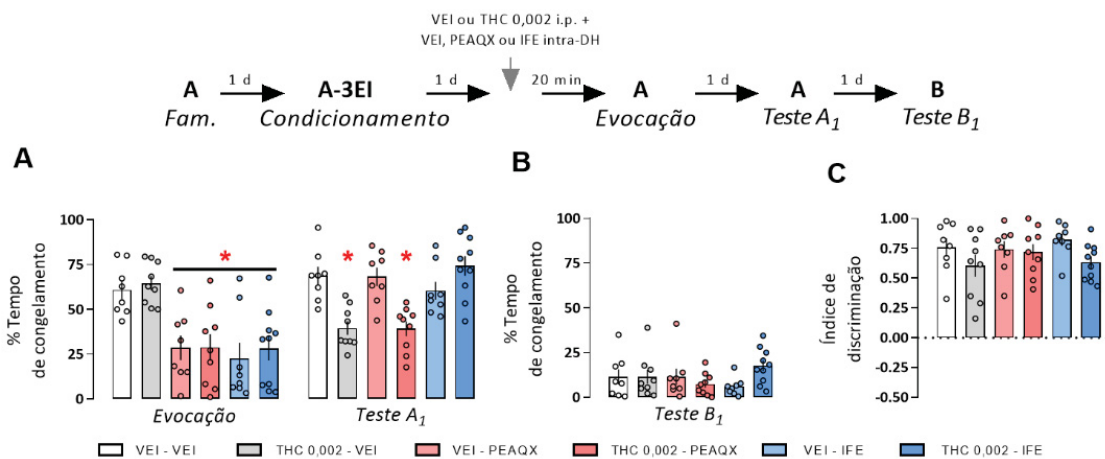 VEI ou THC 0,002 i.p. +
VEI, PEAQX ou IFE intra-DH
A 1 d A-3EI 1 d 20 min A 1 d A 1 d B
Fam. Condicionamento Evocação Teste A1 Teste B1
A
% Tempo
de congelamento
100
75
50
25
0
* * *
Evocação Teste A1
B
% Tempo
de congelamento
100
75
50
25
0
Teste B1
C
Índice de
discriminação
1.00
0.75
0.50
0.25
0.00
-0.25
-0.50
VEI - VEI THC 0,002 - VEI VEI - PEAQX THC 0,002 - PEAQX VEI - IFE THC 0,002 - IFE